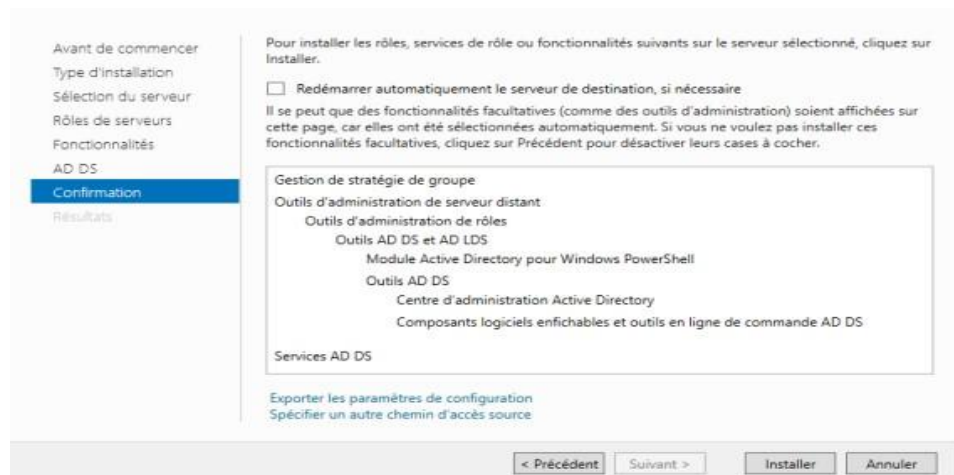 Avant de commencer
Type d'installation
Sélection du serveur
Rôles de serveurs
Fonctionnalités
AD DS
Confirmation
Résultats
Pour installer les rôles, services de rôle ou fonctionnalités suivants sur le serveur sélectionné, cliquez sur
Installer.
Redémarrer automatiquement le serveur de destination, si nécessaire
Il se peut que des fonctionnalités facultatives (comme des outils d'administration) soient affichées sur
cette page, car elles ont été sélectionnées automatiquement. Si vous ne voulez pas installer ces
fonctionnalités facultatives, cliquez sur Précédent pour désactiver leurs cases à cocher.
Gestion de stratégie de groupe
Outils d'administration de serveur distant
Outils d'administration de rôles
Outils AD DS et AD LDS
Module Active Directory pour Windows PowerShell
Outils AD DS
Centre d'administration Active Directory
Composants logiciels enfichables et outils en ligne de commande AD DS
Services AD DS
Exporter les paramètres de configuration
Spécifier un autre chemin d'accès source
< Précédent Suivant > Installer Annuler